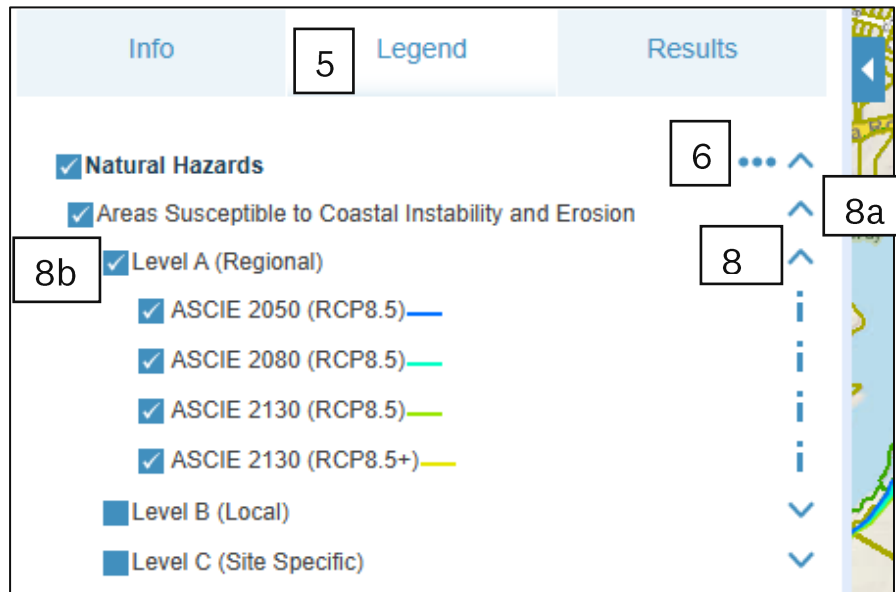 Info 5 Legend Results
Natural Hazards 6 •••
Areas Susceptible to Coastal Instability and Erosion 8a
8b Level A (Regional) 8
ASCIE 2050 (RCP8.5) i
ASCIE 2080 (RCP8.5) i
ASCIE 2130 (RCP8.5) i
ASCIE 2130 (RCP8.5+) i
Level B (Local)
Level C (Site Specific)